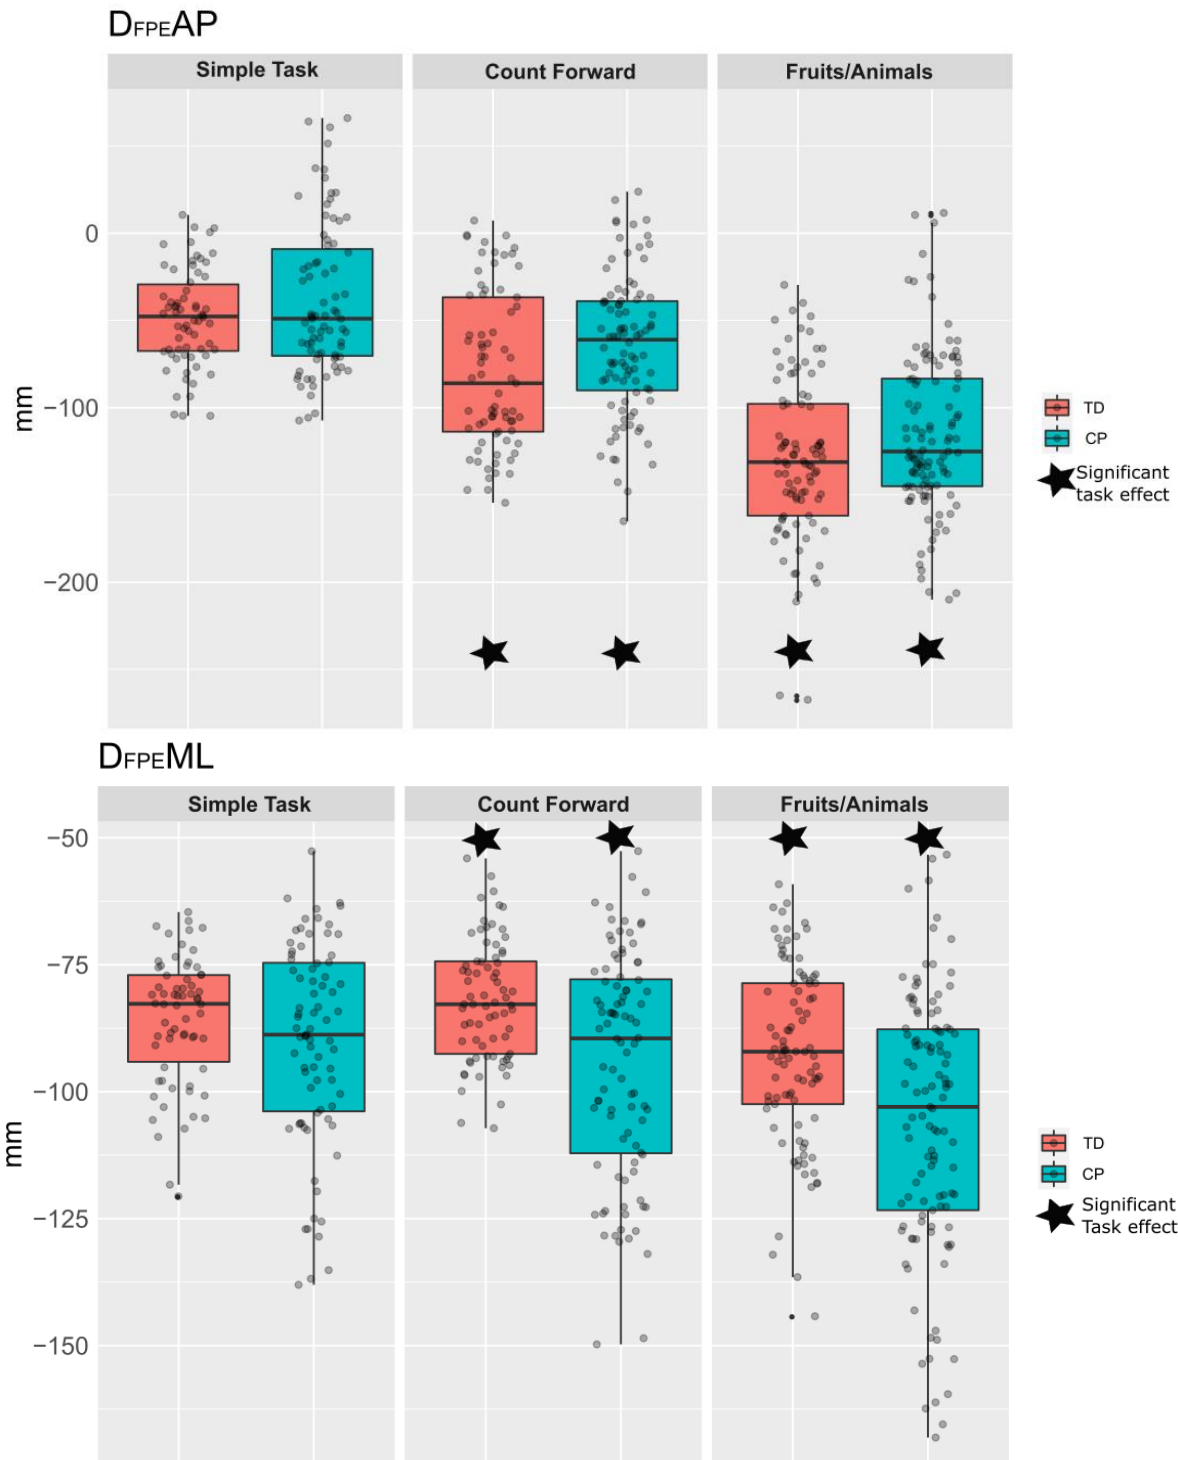 DFPEAP
Simple Task Count Forward Fruits/Animals
0
−100
−200
mm
TD
CP
Significant
task effect
DFPEML
Simple Task Count Forward Fruits/Animals
−50
−75
−100
−125
−150
mm
TD
CP
Significant
Task effect